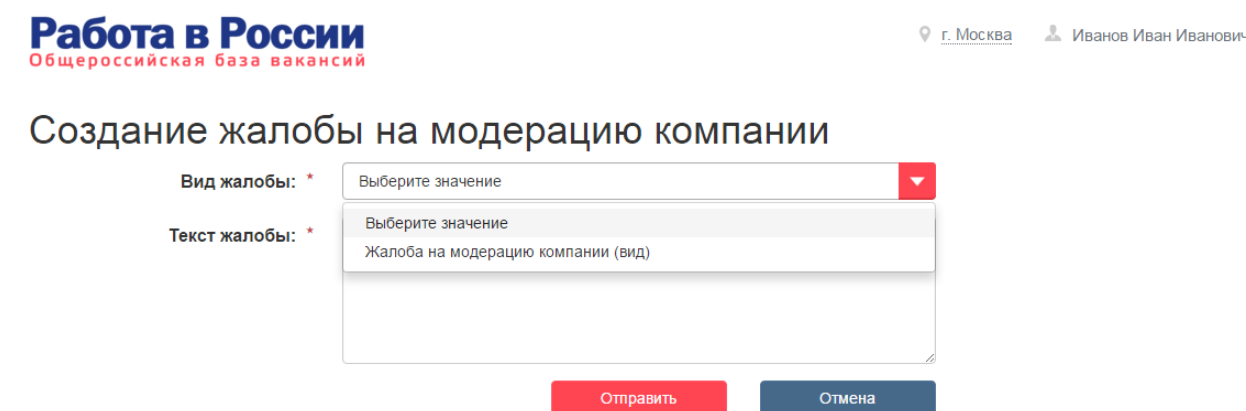 Работа в России
Общероссийская база вакансий
г. Москва
Иванов Иван Иванович
Создание жалобы на модерацию компании
Вид жалобы: *
Выберите значение
Выберите значение
Текст жалобы: *
Жалоба на модерацию компании (вид)
Отправить
Отмена